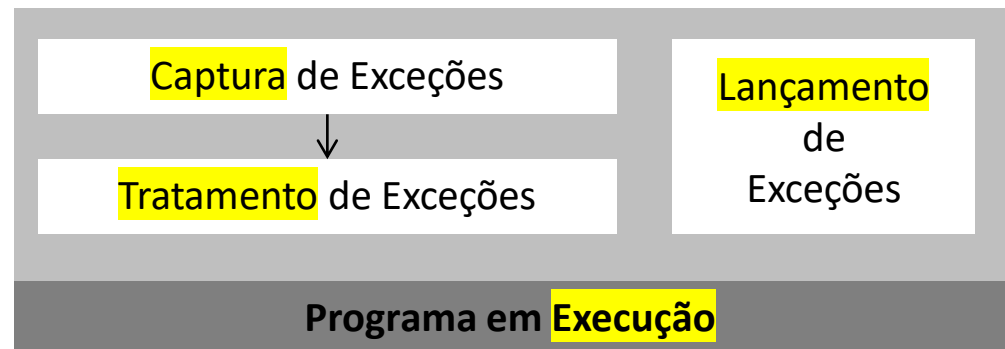 Captura de Exceções
Tratamento de Exceções
Lançamento
de
Exceções
Programa em Execução